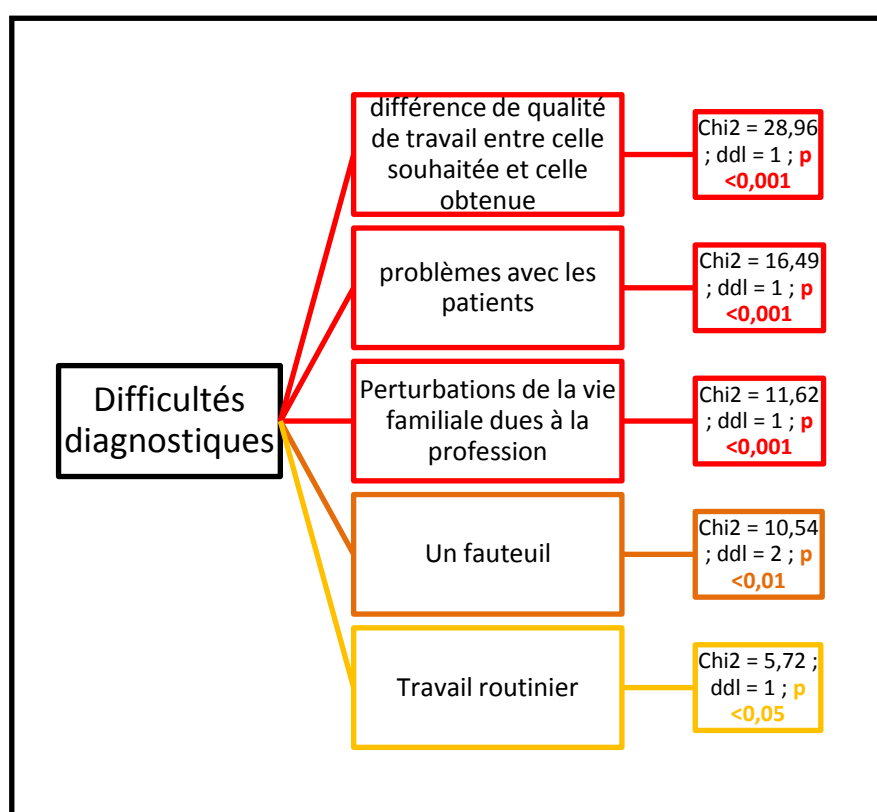 différence de qualité
de travail entre celle
souhaitée et celle
obtenue
Chi2 = 28,96
; ddl = 1 ; p
<0,001
problèmes avec les
patients
Chi2 = 16,49
; ddl = 1 ; p
<0,001
Difficultés
diagnostiques
Perturbations de la vie
familiale dues à la
profession
Chi2 = 11,62
; ddl = 1 ; p
<0,001
Un fauteuil
Chi2 = 10,54
; ddl = 2 ; p
<0,01
Travail routinier
Chi2 = 5,72 ;
ddl = 1 ; p
<0,05